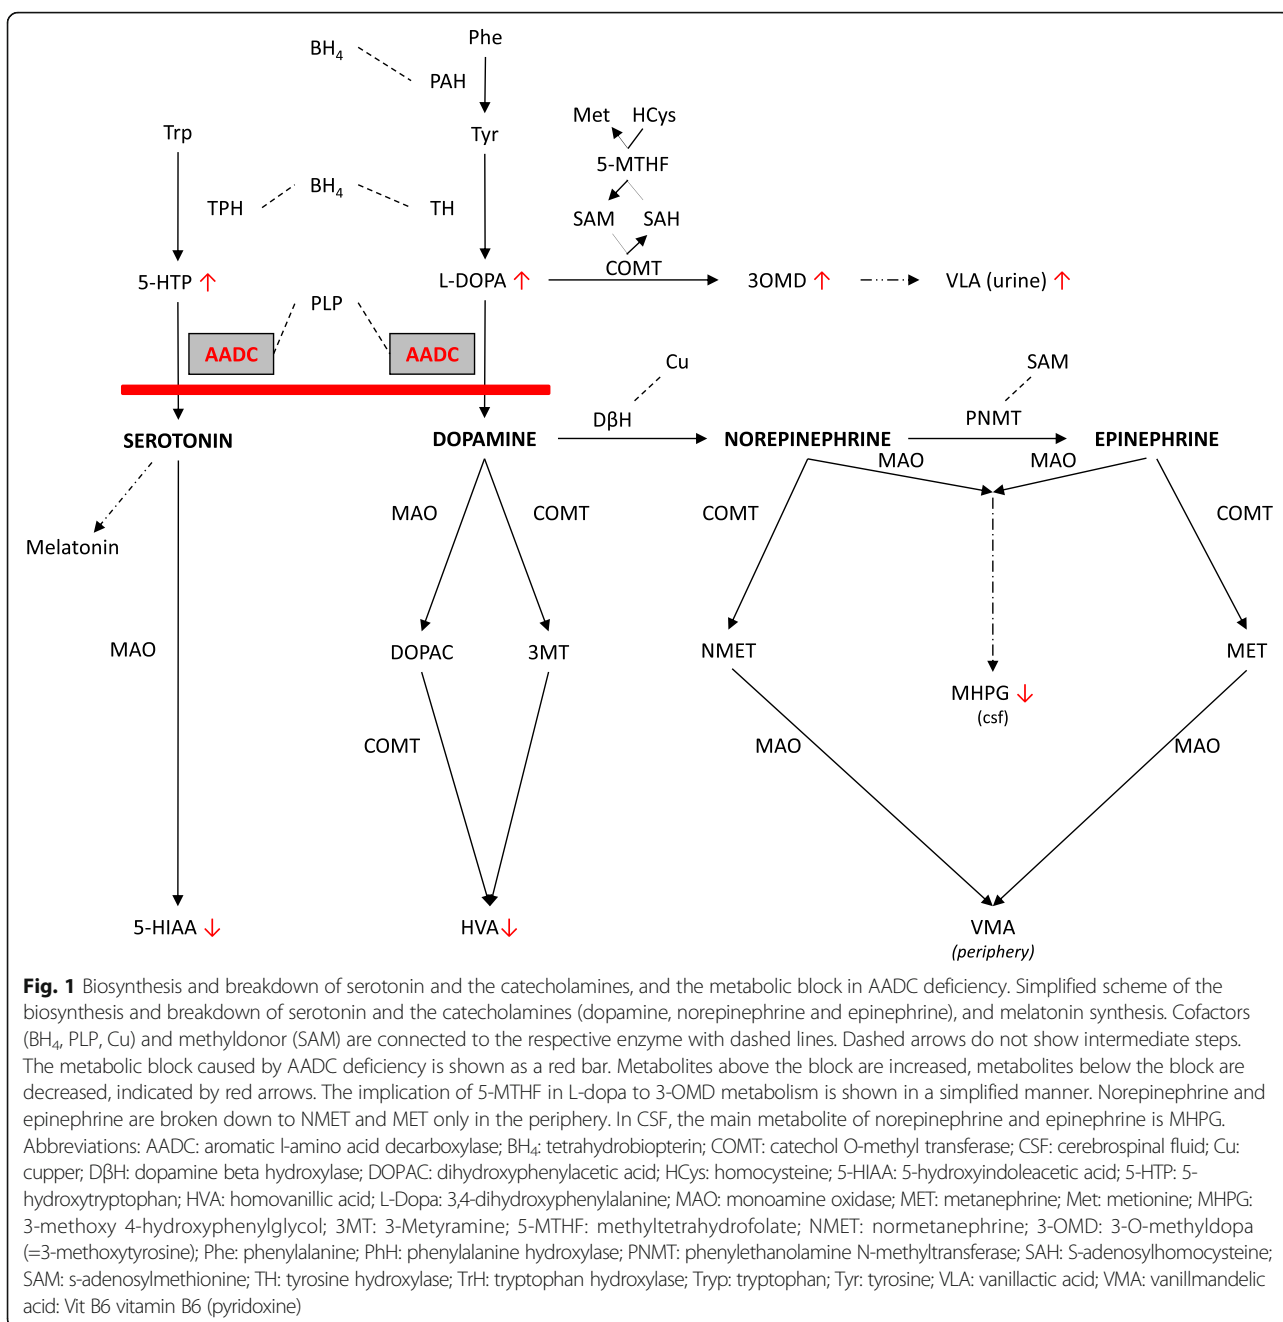 Phe
BH4
PAH
Met HCys
Trp
Tyr
5-MTHF
BH4
TPH
TH
SAM SAH
COMT
5-HTP ↑
L-DOPA ↑
3OMD ↑
VLA (urine) ↑
PLP
AADC
AADC
Cu
SAM
DβH
PNMT
SEROTONIN
DOPAMINE
NOREPINEPHRINE
EPINEPHRINE
MAO
MAO
MAO
COMT
COMT
COMT
Melatonin
MAO
DOPAC
3MT
NMET
MET
MHPG ↓
(csf)
COMT
MAO
MAO
5-HIAA ↓
HVA↓
VMA
(periphery)
Fig. 1 Biosynthesis and breakdown of serotonin and the catecholamines, and the metabolic block in AADC deficiency. Simplified scheme of the
biosynthesis and breakdown of serotonin and the catecholamines (dopamine, norepinephrine and epinephrine), and melatonin synthesis. Cofactors
(BH4, PLP, Cu) and methyldonor (SAM) are connected to the respective enzyme with dashed lines. Dashed arrows do not show intermediate steps.
The metabolic block caused by AADC deficiency is shown as a red bar. Metabolites above the block are increased, metabolites below the block are
decreased, indicated by red arrows. The implication of 5-MTHF in L-dopa to 3-OMD metabolism is shown in a simplified manner. Norepinephrine and
epinephrine are broken down to NMET and MET only in the periphery. In CSF, the main metabolite of norepinephrine and epinephrine is MHPG.
Abbreviations: AADC: aromatic l-amino acid decarboxylase; BH4: tetrahydrobiopterin; COMT: catechol O-methyl transferase; CSF: cerebrospinal fluid; Cu:
cupper; DβH: dopamine beta hydroxylase; DOPAC: dihydroxyphenylacetic acid; HCys: homocysteine; 5-HIAA: 5-hydroxyindoleacetic acid; 5-HTP: 5-
hydroxytryptophan; HVA: homovanillic acid; L-Dopa: 3,4-dihydroxyphenylalanine; MAO: monoamine oxidase; MET: metanephrine; Met: metionine; MHPG:
3-methoxy 4-hydroxyphenylglycol; 3MT: 3-Metyramine; 5-MTHF: methyltetrahydrofolate; NMET: normetanephrine; 3-OMD: 3-O-methyldopa
(=3-methoxytyrosine); Phe: phenylalanine; PhH: phenylalanine hydroxylase; PNMT: phenylethanolamine N-methyltransferase; SAH: S-adenosylhomocysteine;
SAM: s-adenosylmethionine; TH: tyrosine hydroxylase; TrH: tryptophan hydroxylase; Tryp: tryptophan; Tyr: tyrosine; VLA: vanillactic acid; VMA: vanillmandelic
acid: Vit B6 vitamin B6 (pyridoxine)